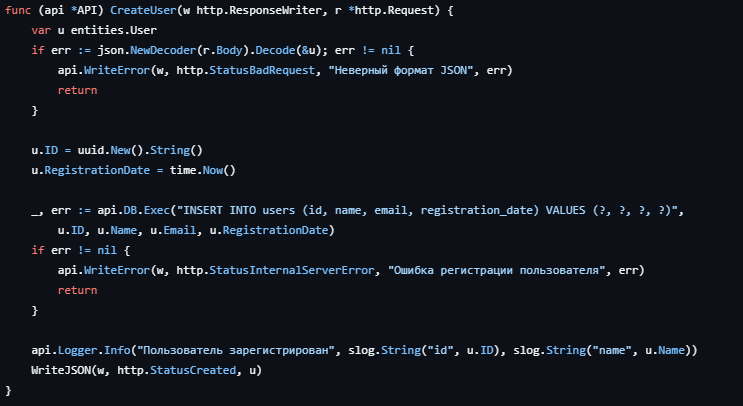 func (api *API) CreateUser(w http.ResponseWriter, r *http.Request) {
    var u entities.User
    if err := json.NewDecoder(r.Body).Decode(&u); err != nil {
        api.WriteError(w, http.StatusBadRequest, "Неверный формат JSON", err)
        return
    }

    u.ID = uuid.New().String()
    u.RegistrationDate = time.Now()

    _, err := api.DB.Exec("INSERT INTO users (id, name, email, registration_date) VALUES (?, ?, ?, ?)",
        u.ID, u.Name, u.Email, u.RegistrationDate)
    if err != nil {
        api.WriteError(w, http.StatusInternalServerError, "Ошибка регистрации пользователя", err)
        return
    }

    api.Logger.Info("Пользователь зарегистрирован", slog.String("id", u.ID), slog.String("name", u.Name))
    WriteJSON(w, http.StatusCreated, u)
}